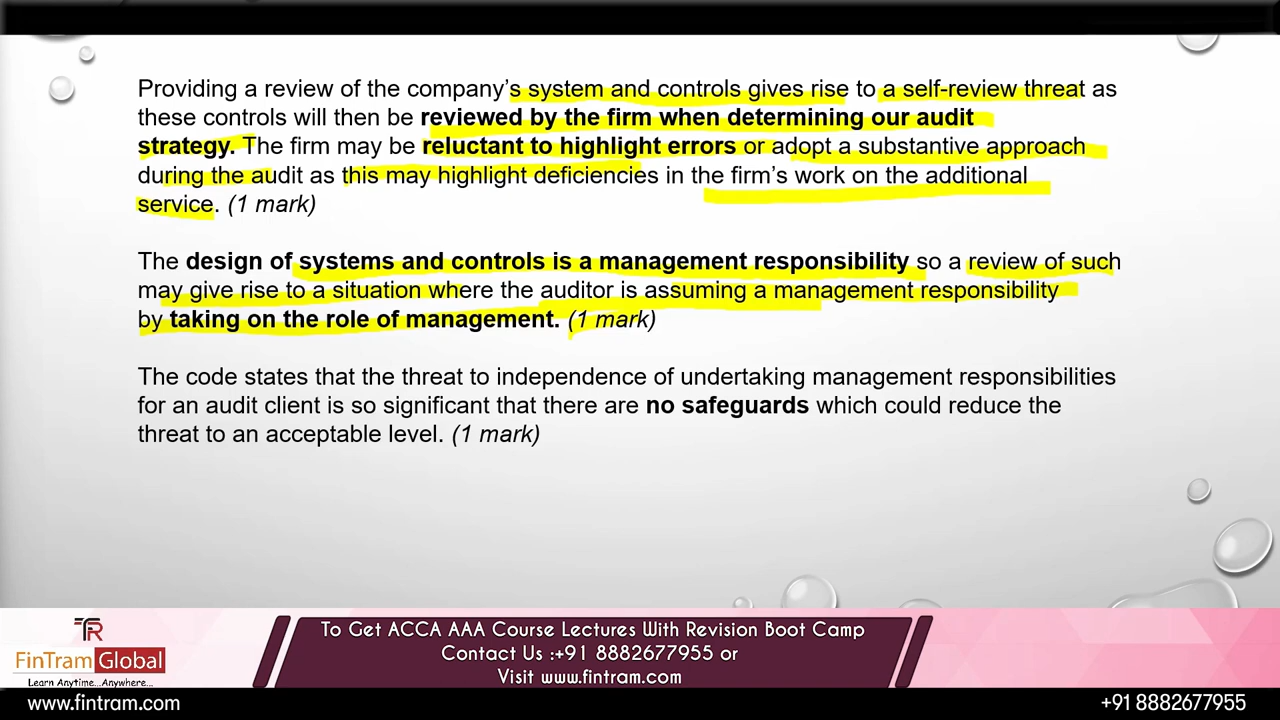 Providing a review of the company's system and controls gives rise to a self-review threat as
these controls will then be reviewed by the firm when determining our audit
strategy. The firm may be reluctant to highlight errors or adopt a substantive approach
during the audit as this may highlight deficiencies in the firm's work on the additional
service. (1 mark)
The design of systems and controls is a management responsibility so a review of such
may give rise to a situation where the auditor is assuming a management responsibility
by taking on the role of management. (1 mark)
The code states that the threat to independence of undertaking management responsibilities
for an audit client is so significant that there are no safeguards which could reduce the
threat to an acceptable level. (1 mark)
FinTram Global
Learn Anytime...Anywhere...
To Get ACCA AAA Course Lectures With Revision Boot Camp
Contact Us :+91 8882677955 or
Visit www.fintram.com
www.fintram.com
+91 8882677955